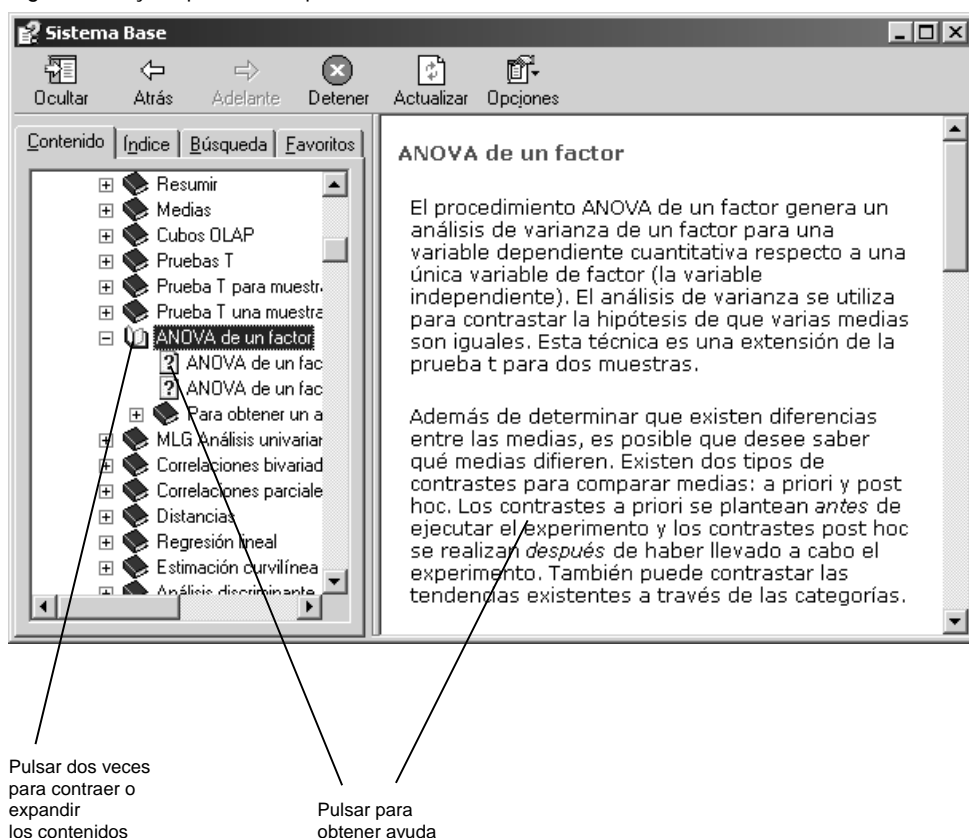 Sistema Base
Ocultar Atrás Adelante Detener Actualizar Opciones
Contenido Índice Búsqueda Favoritos
Resumir
Medias
Cubos OLAP
Pruebas T
Prueba T para muestr
Prueba T una muestra
ANOVA de un factor
ANOVA de un fac
ANOVA de un fac
Para obtener un a
MLG Análisis univariar
Correlaciones bivariad
Correlaciones parciale
Distancias
Regresión lineal
Estimación curvilínea
Análisis discriminante
ANOVA de un factor
El procedimiento ANOVA de un factor genera un
análisis de varianza de un factor para una
variable dependiente cuantitativa respecto a una
única variable de factor (la variable
independiente). El análisis de varianza se utiliza
para contrastar la hipótesis de que varias medias
son iguales. Esta técnica es una extensión de la
prueba t para dos muestras.
Además de determinar que existen diferencias
entre las medias, es posible que desee saber
qué medias difieren. Existen dos tipos de
contrastes para comparar medias: a priori y post
hoc. Los contrastes a priori se plantean antes de
ejecutar el experimento y los contrastes post hoc
se realizan después de haber llevado a cabo el
experimento. También puede contrastar las
tendencias existentes a través de las categorías.
Pulsar dos veces
para contraer o
expandir
los contenidos
Pulsar para
obtener ayuda